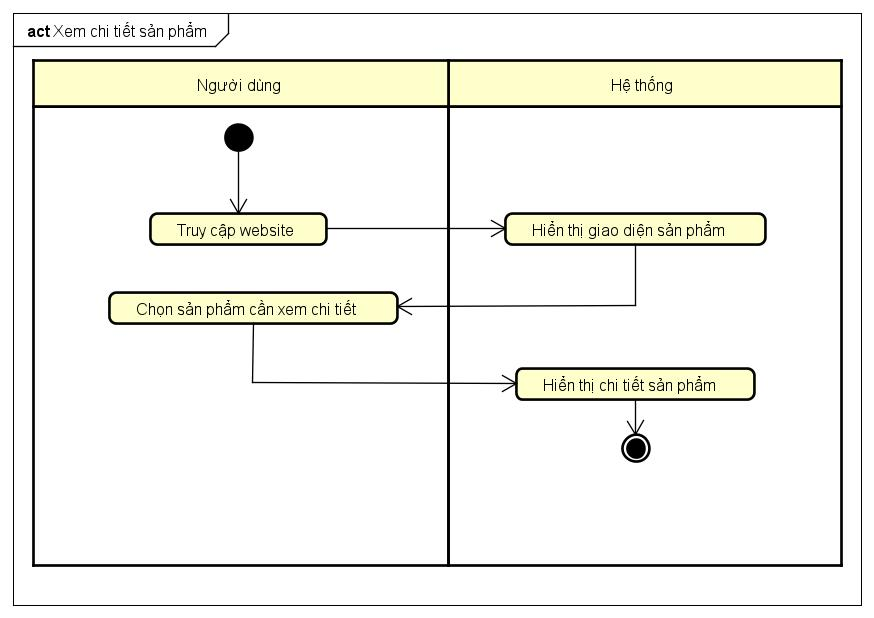 act Xem chi tiết sản phẩm
Người dùng
Hệ thống
Truy cập website
Hiển thị giao diện sản phẩm
Chọn sản phẩm cần xem chi tiết
Hiển thị chi tiết sản phẩm